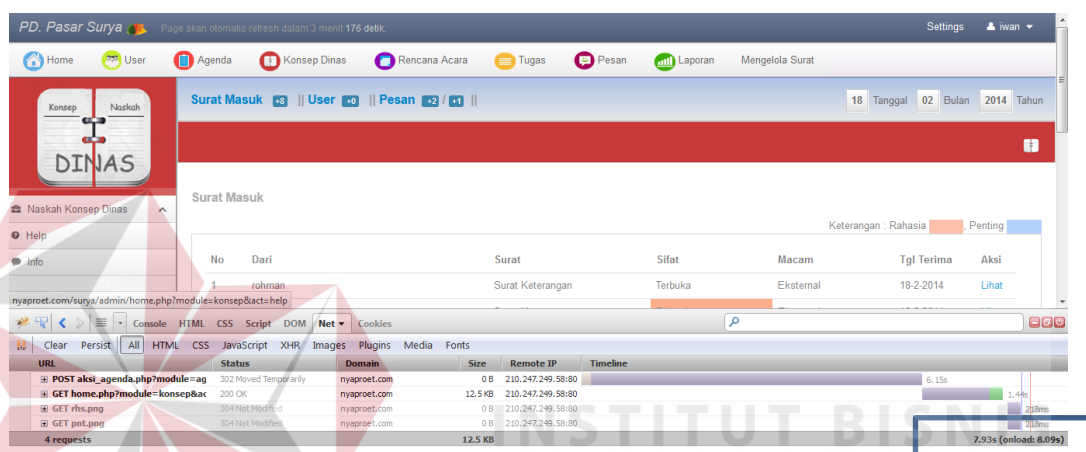 PD. Pasar Surya Page akan otomatis refresh dalam 3 menit 176 detik. Settings iwan
Home User Agenda Konsep Dinas Rencana Acara Tugas Pesan Laporan Mengelola Surat
Konsep Naskah
DINAS
Surat Masuk +8 || User +0 || Pesan +2 / +1 || 18 Tanggal 02 Bulan 2014 Tahun
Naskah Konsep Dinas
Help
Info
Surat Masuk
Keterangan : Rahasia , Penting
No Dari Surat Sifat Macam Tgl Terima Aksi
1 rohman Surat Keterangan Terbuka Eksternal 18-2-2014 Lihat
nyaproet.com/surya/admin/home.php?module=konsep&act=help
Console HTML CSS Script DOM Net Cookies
Clear Persist All HTML CSS JavaScript XHR Images Plugins Media Fonts
URL Status Domain Size Remote IP Timeline
POST aksi_agenda.php?module=ag 302 Moved Temporarily nyaproet.com 0 B 210.247.249.58:80 6.15s
GET home.php?module=konsep&ac 200 OK nyaproet.com 12.5 KB 210.247.249.58:80 1.44s
GET rhs.png 304 Not Modified nyaproet.com 0 B 210.247.249.58:80 218ms
GET pnt.png 304 Not Modified nyaproet.com 0 B 210.247.249.58:80 218ms
4 requests 12.5 KB 7.93s (onload: 8.09s)
INSTITUT BISN